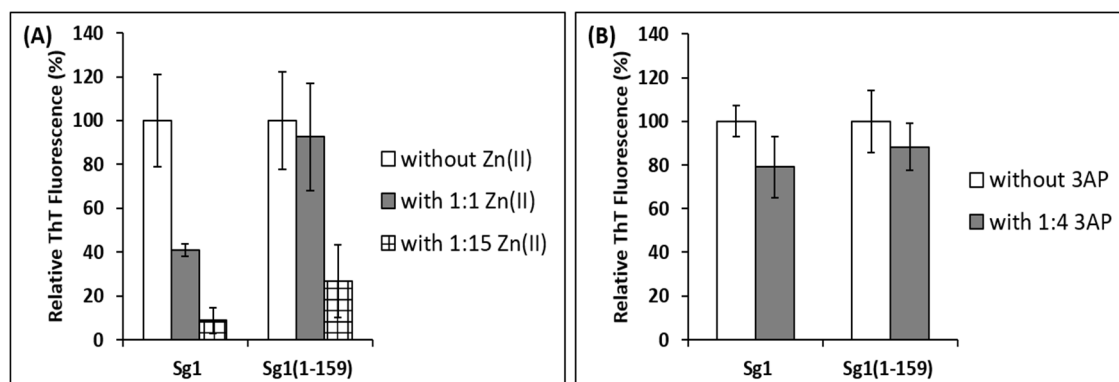 (A)
Relative ThT Fluorescence (%)
140
120
100
80
60
40
20
0
Sg1 Sg1(1-159)
without Zn(II)
with 1:1 Zn(II)
with 1:15 Zn(II)
(B)
Relative ThT Fluorescence (%)
140
120
100
80
60
40
20
0
Sg1 Sg1(1-159)
without 3AP
with 1:4 3AP